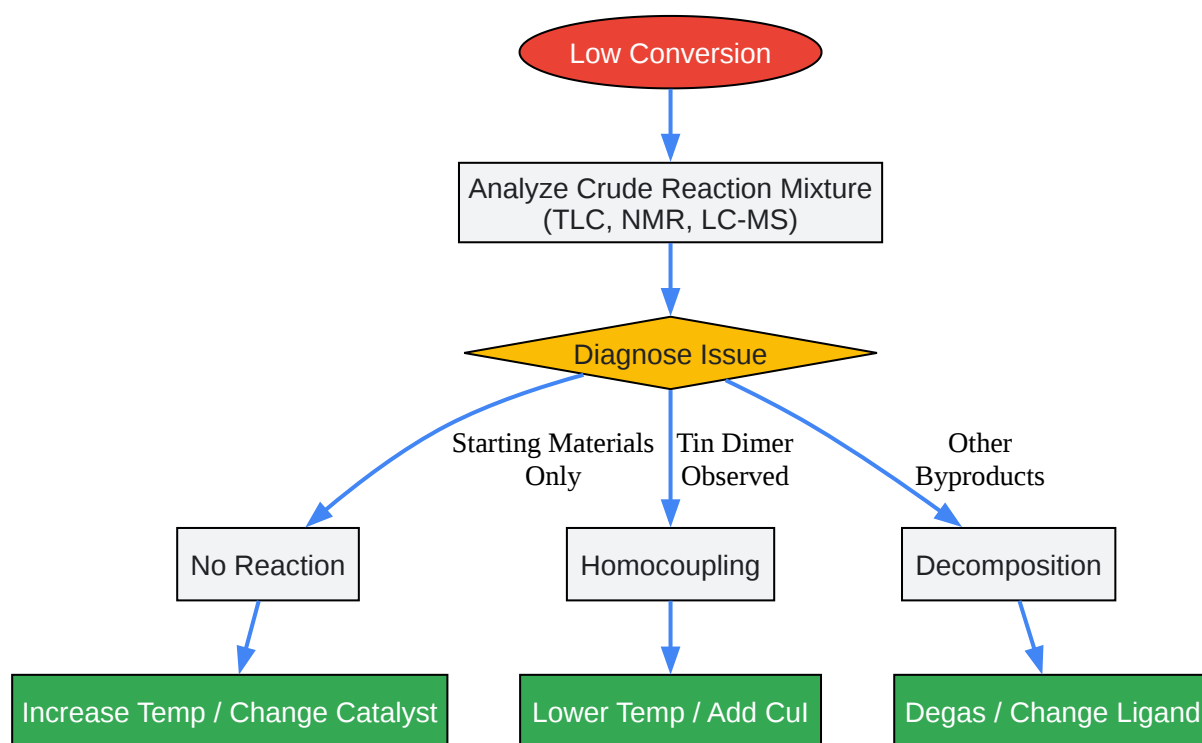 Low Conversion
Analyze Crude Reaction Mixture
(TLC, NMR, LC-MS)
Diagnose Issue
Starting Materials
Only
Tin Dimer
Observed
Other
Byproducts
No Reaction
Homocoupling
Decomposition
Increase Temp / Change Catalyst
Lower Temp / Add CuI
Degas / Change Ligand